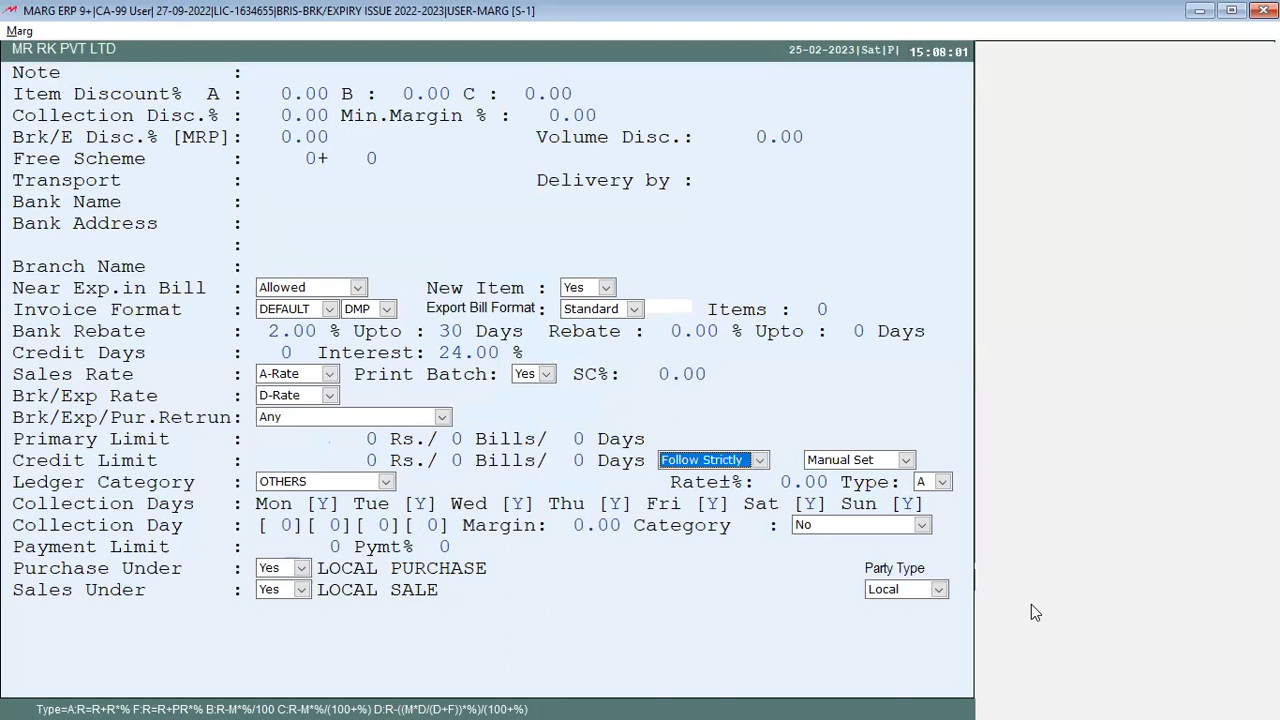 MARG ERP 9+|CA-99 User| 27-09-2022|LIC-1634655|BRIS-BRK/EXPIRY ISSUE 2022-2023|USER-MARG [S-1]
Marg
MR RK PVT LTD 25-02-2023|Sat|P| 15:08:01
Note :
Item Discount% A : 0.00 B : 0.00 C : 0.00
Collection Disc.% : 0.00 Min.Margin % : 0.00
Brk/E Disc.% [MRP]: 0.00 Volume Disc.: 0.00
Free Scheme : 0+ 0
Transport : Delivery by :
Bank Name :
Bank Address :
:
Branch Name :
Near Exp.in Bill : Allowed New Item : Yes
Invoice Format : DEFAULT DMP Export Bill Format : Standard Items : 0
Bank Rebate : 2.00 % Upto : 30 Days Rebate : 0.00 % Upto : 0 Days
Credit Days : 0 Interest: 24.00 %
Sales Rate : A-Rate Print Batch: Yes SC%: 0.00
Brk/Exp Rate : D-Rate
Brk/Exp/Pur.Retrun: Any
Primary Limit : 0 Rs./ 0 Bills/ 0 Days
Credit Limit : 0 Rs./ 0 Bills/ 0 Days Follow Strictly Manual Set
Ledger Category : OTHERS Rate±%: 0.00 Type: A
Collection Days : Mon [Y] Tue [Y] Wed [Y] Thu [Y] Fri [Y] Sat [Y] Sun [Y]
Collection Day : [ 0][ 0][ 0][ 0] Margin: 0.00 Category : No
Payment Limit : 0 Pymt% 0
Purchase Under : Yes LOCAL PURCHASE Party Type
Sales Under : Yes LOCAL SALE Local
Type=A:R=R+R*% F:R=R+PR*% B:R-M*%/100 C:R-M*%/(100+%) D:R-((M*D/(D+F))*%)/(100+%)